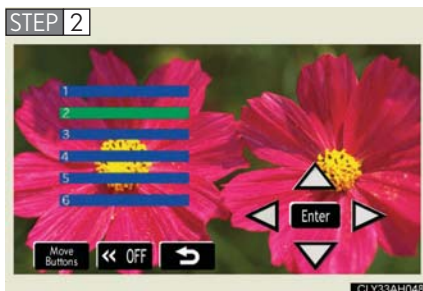 STEP 2
1
2
3
4
5
6
Enter
Move
Buttons
« OFF
CLY33AH048